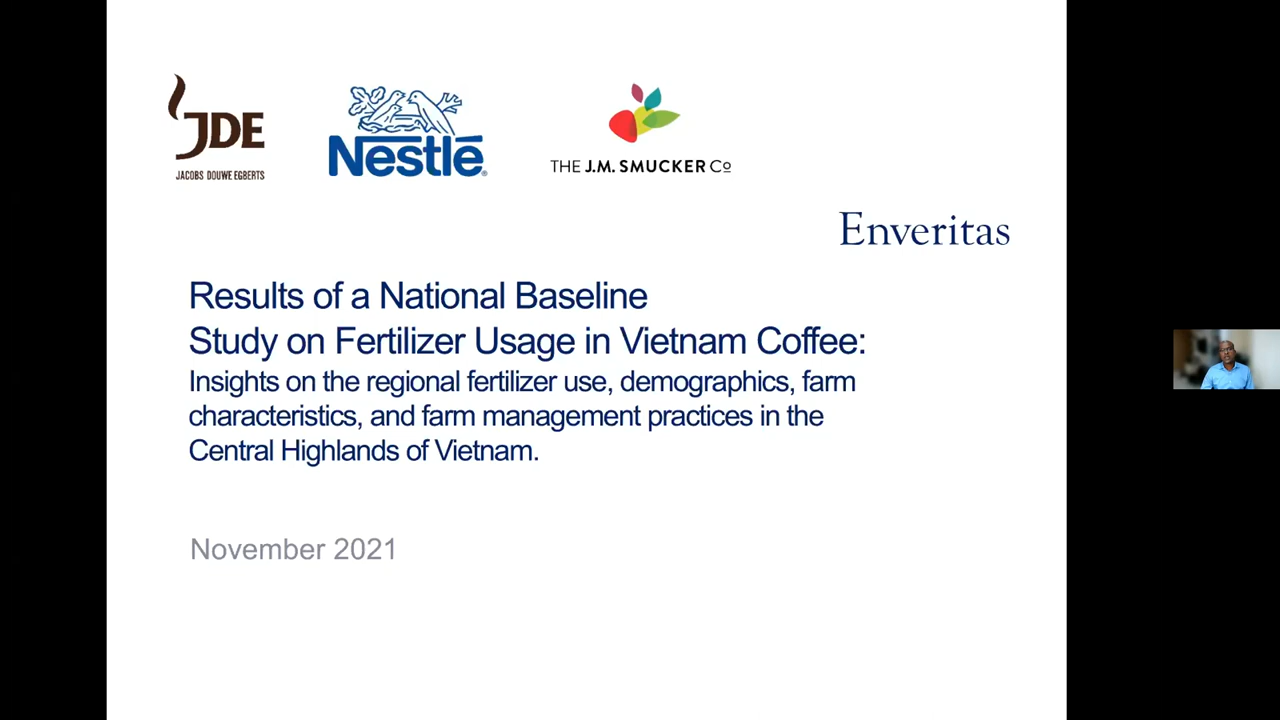 JDE
JACOBS DOUWE EGBERTS
Nestlé
THE J.M. SMUCKER Co
Enveritas
Results of a National Baseline
Study on Fertilizer Usage in Vietnam Coffee:
Insights on the regional fertilizer use, demographics, farm
characteristics, and farm management practices in the
Central Highlands of Vietnam.
November 2021